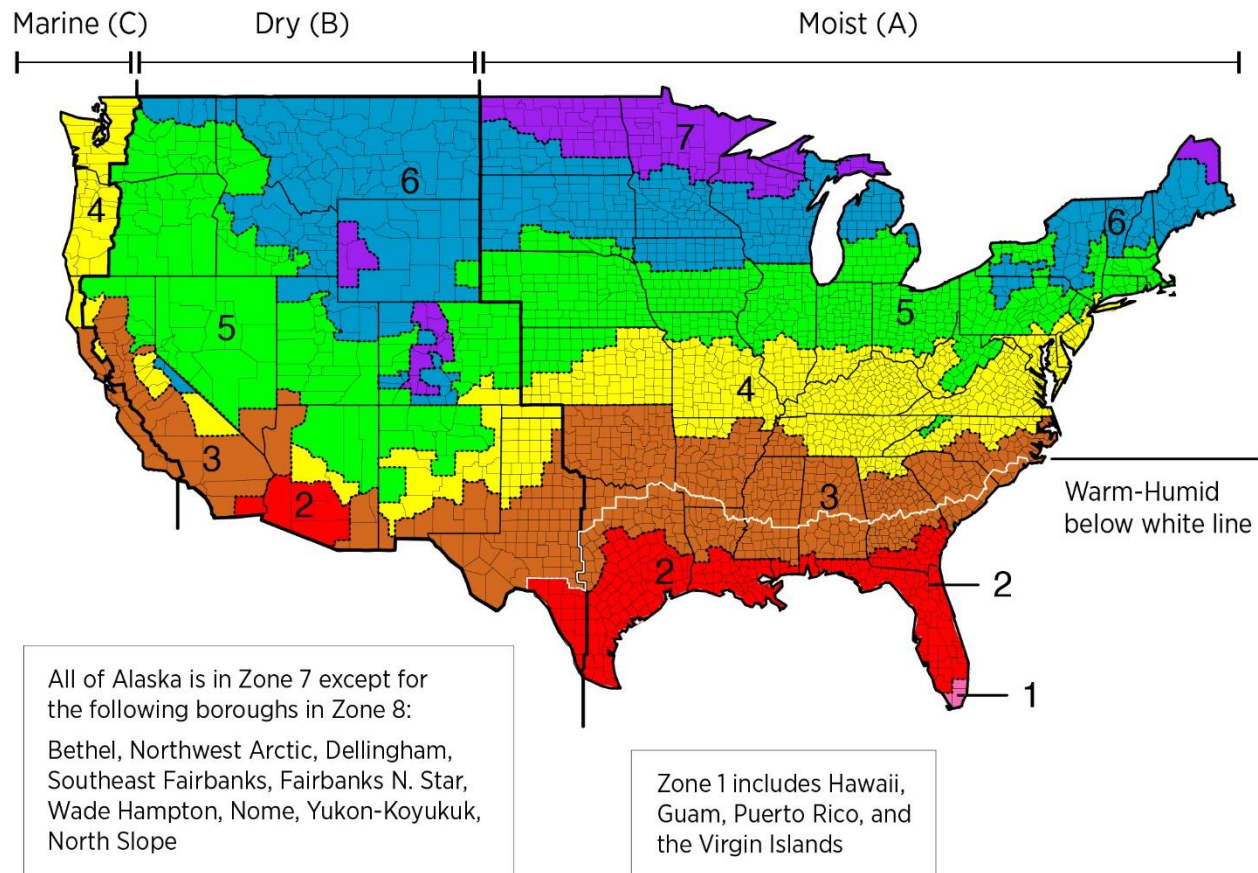 Marine (C)
Dry (B)
Moist (A)
7
6
4
6
5
5
4
3
3
2
2
2
1
Warm-Humid
below white line
All of Alaska is in Zone 7 except for
the following boroughs in Zone 8:
Bethel, Northwest Arctic, Dellingham,
Southeast Fairbanks, Fairbanks N. Star,
Wade Hampton, Nome, Yukon-Koyukuk,
North Slope
Zone 1 includes Hawaii,
Guam, Puerto Rico, and
the Virgin Islands